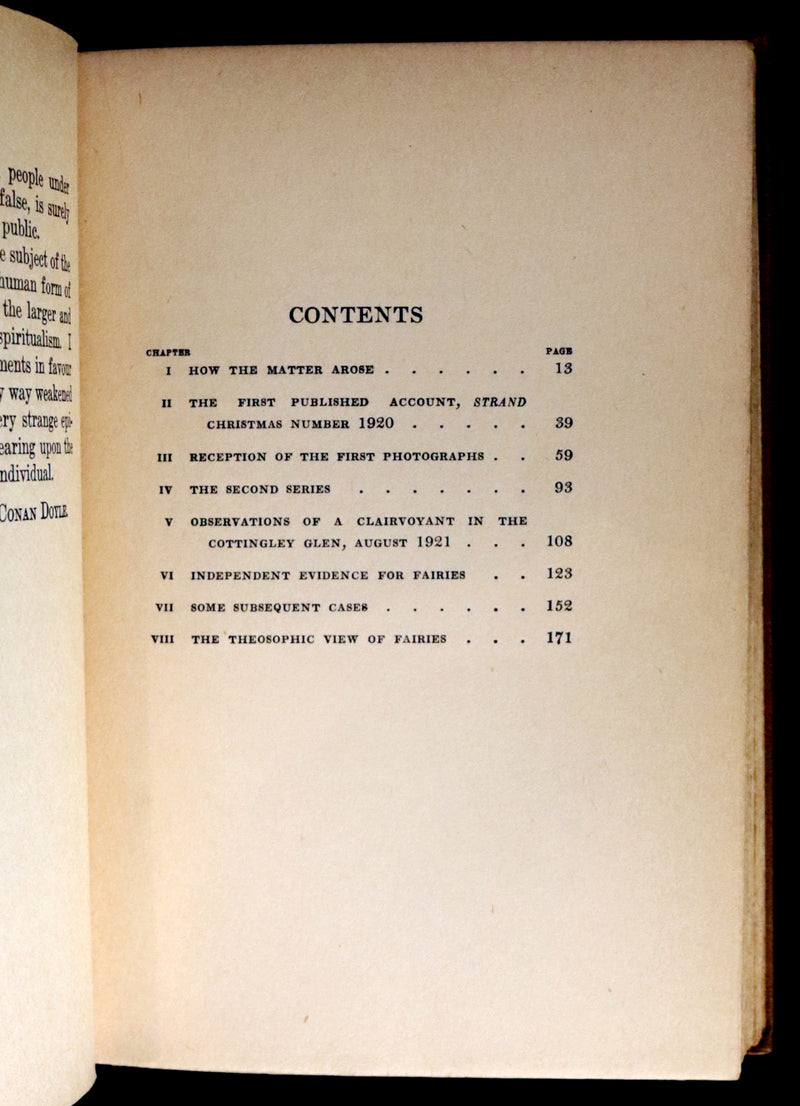 people under
false, is surely
public.
e subject of the
human form of
the larger and
spiritualism. I
ments in favour
y way weakened
ery strange epi-
earing upon the
ndividual.
CONAN DOYLE.
CONTENTS
CHAPTER PAGE
I HOW THE MATTER AROSE . . . . . . 13
II THE FIRST PUBLISHED ACCOUNT, STRAND
CHRISTMAS NUMBER 1920 . . . . . 39
III RECEPTION OF THE FIRST PHOTOGRAPHS . . 59
IV THE SECOND SERIES . . . . . . . 93
V OBSERVATIONS OF A CLAIRVOYANT IN THE
COTTINGLEY GLEN, AUGUST 1921 . . . 108
VI INDEPENDENT EVIDENCE FOR FAIRIES . . 123
VII SOME SUBSEQUENT CASES . . . . . . 152
VIII THE THEOSOPHIC VIEW OF FAIRIES . . . 171